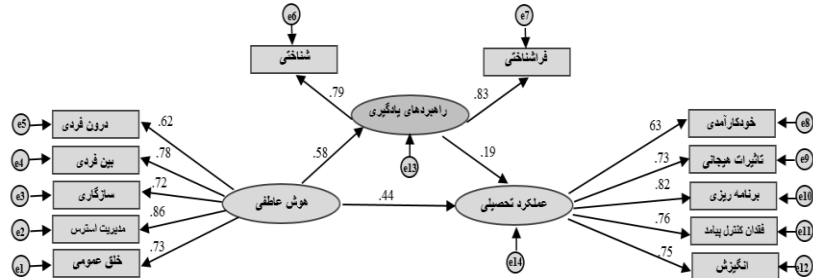 e6
e7
شناختی
فراشناختی
.79
.83
راهبردهای یادگیری
e5
درون فردی
.62
خودکارآمدی
e8
63
e13
.58
.19
e4
بین فردی
.78
تاثیرات هیجانی
e9
.73
e3
سازگاری
.72
برنامه ریزی
e10
.82
هوش عاطفی
.44
عملکرد تحصیلی
e2
مدیریت استرس
.86
فقدان کنترل پیامد
e11
.76
e1
خلق عمومی
.73
e14
.75
انگیزش
e12